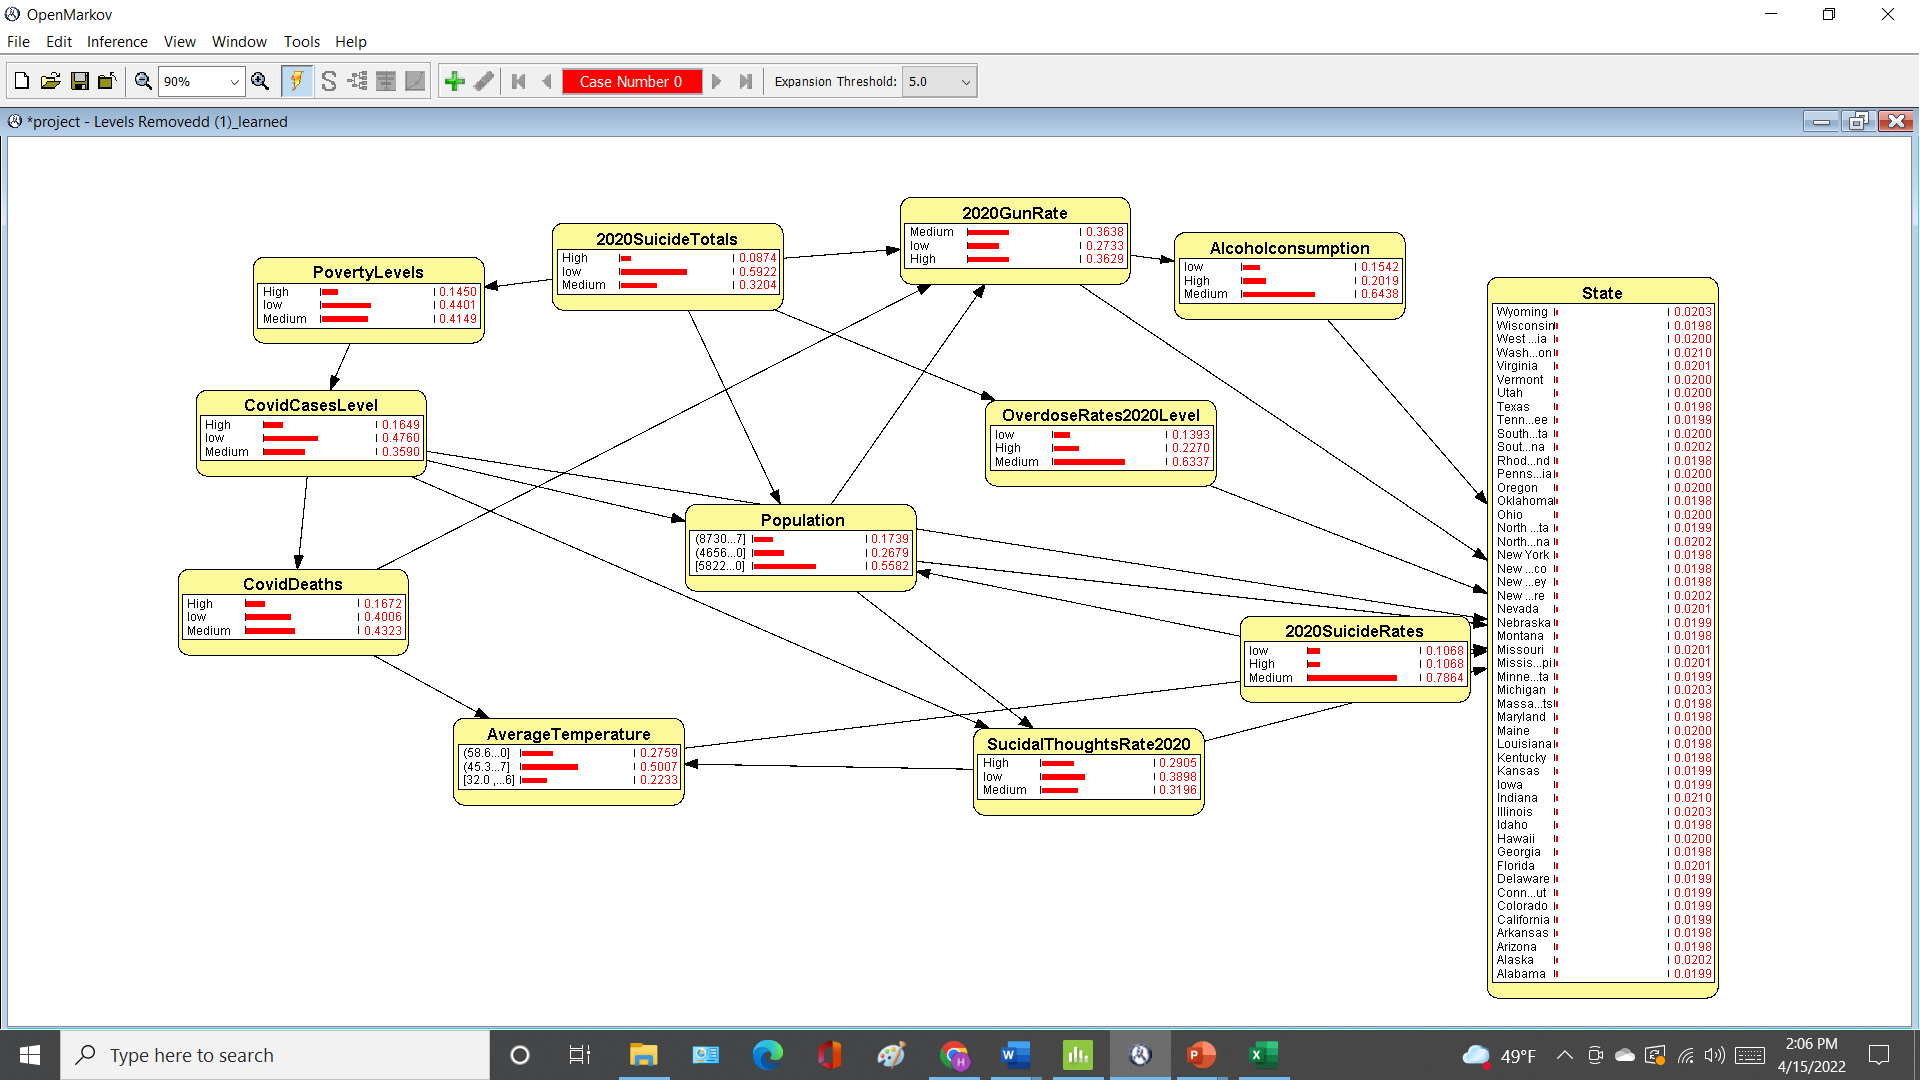 OpenMarkov
File Edit Inference View Window Tools Help
90% Case Number 0 Expansion Threshold: 5.0
*project - Levels Removedd (1)_learned
2020SuicideTotals
High 0.0874
low 0.5922
Medium 0.3204
2020GunRate
Medium 0.3638
low 0.2733
High 0.3629
Alcoholconsumption
low 0.1542
High 0.2019
Medium 0.6438
PovertyLevels
High 0.1450
low 0.4401
Medium 0.4149
CovidCasesLevel
High 0.1649
low 0.4760
Medium 0.3590
OverdoseRates2020Level
low 0.1393
High 0.2270
Medium 0.6337
Population
(8730...7] 0.1739
(4656...0] 0.2679
[5822...0] 0.5582
CovidDeaths
High 0.1672
low 0.4006
Medium 0.4323
2020SuicideRates
low 0.1068
High 0.1068
Medium 0.7864
AverageTemperature
(58.6...0] 0.2759
(45.3...7] 0.5007
[32.0 ,...6] 0.2233
SucidalThoughtsRate2020
High 0.2905
low 0.3898
Medium 0.3196
State
Wyoming 0.0203
Wisconsin 0.0198
West ...ia 0.0200
Wash...on 0.0210
Virginia 0.0201
Vermont 0.0200
Utah 0.0200
Texas 0.0198
Tenn...ee 0.0199
South...ta 0.0200
Sout...na 0.0202
Rhod...nd 0.0198
Penns...ia 0.0200
Oregon 0.0200
Oklahoma 0.0198
Ohio 0.0200
North ...ta 0.0199
North...na 0.0202
New York 0.0198
New ...co 0.0198
New ...ey 0.0198
New ...re 0.0202
Nevada 0.0201
Nebraska 0.0199
Montana 0.0198
Missouri 0.0201
Missis...pi 0.0201
Minne...ta 0.0199
Michigan 0.0203
Massa...ts 0.0198
Maryland 0.0198
Maine 0.0200
Louisiana 0.0198
Kentucky 0.0198
Kansas 0.0199
Iowa 0.0199
Indiana 0.0210
Illinois 0.0203
Idaho 0.0198
Hawaii 0.0200
Georgia 0.0198
Florida 0.0201
Delaware 0.0199
Conn...ut 0.0199
Colorado 0.0199
California 0.0199
Arkansas 0.0198
Arizona 0.0198
Alaska 0.0202
Alabama 0.0199
Type here to search
49°F
2:06 PM
4/15/2022